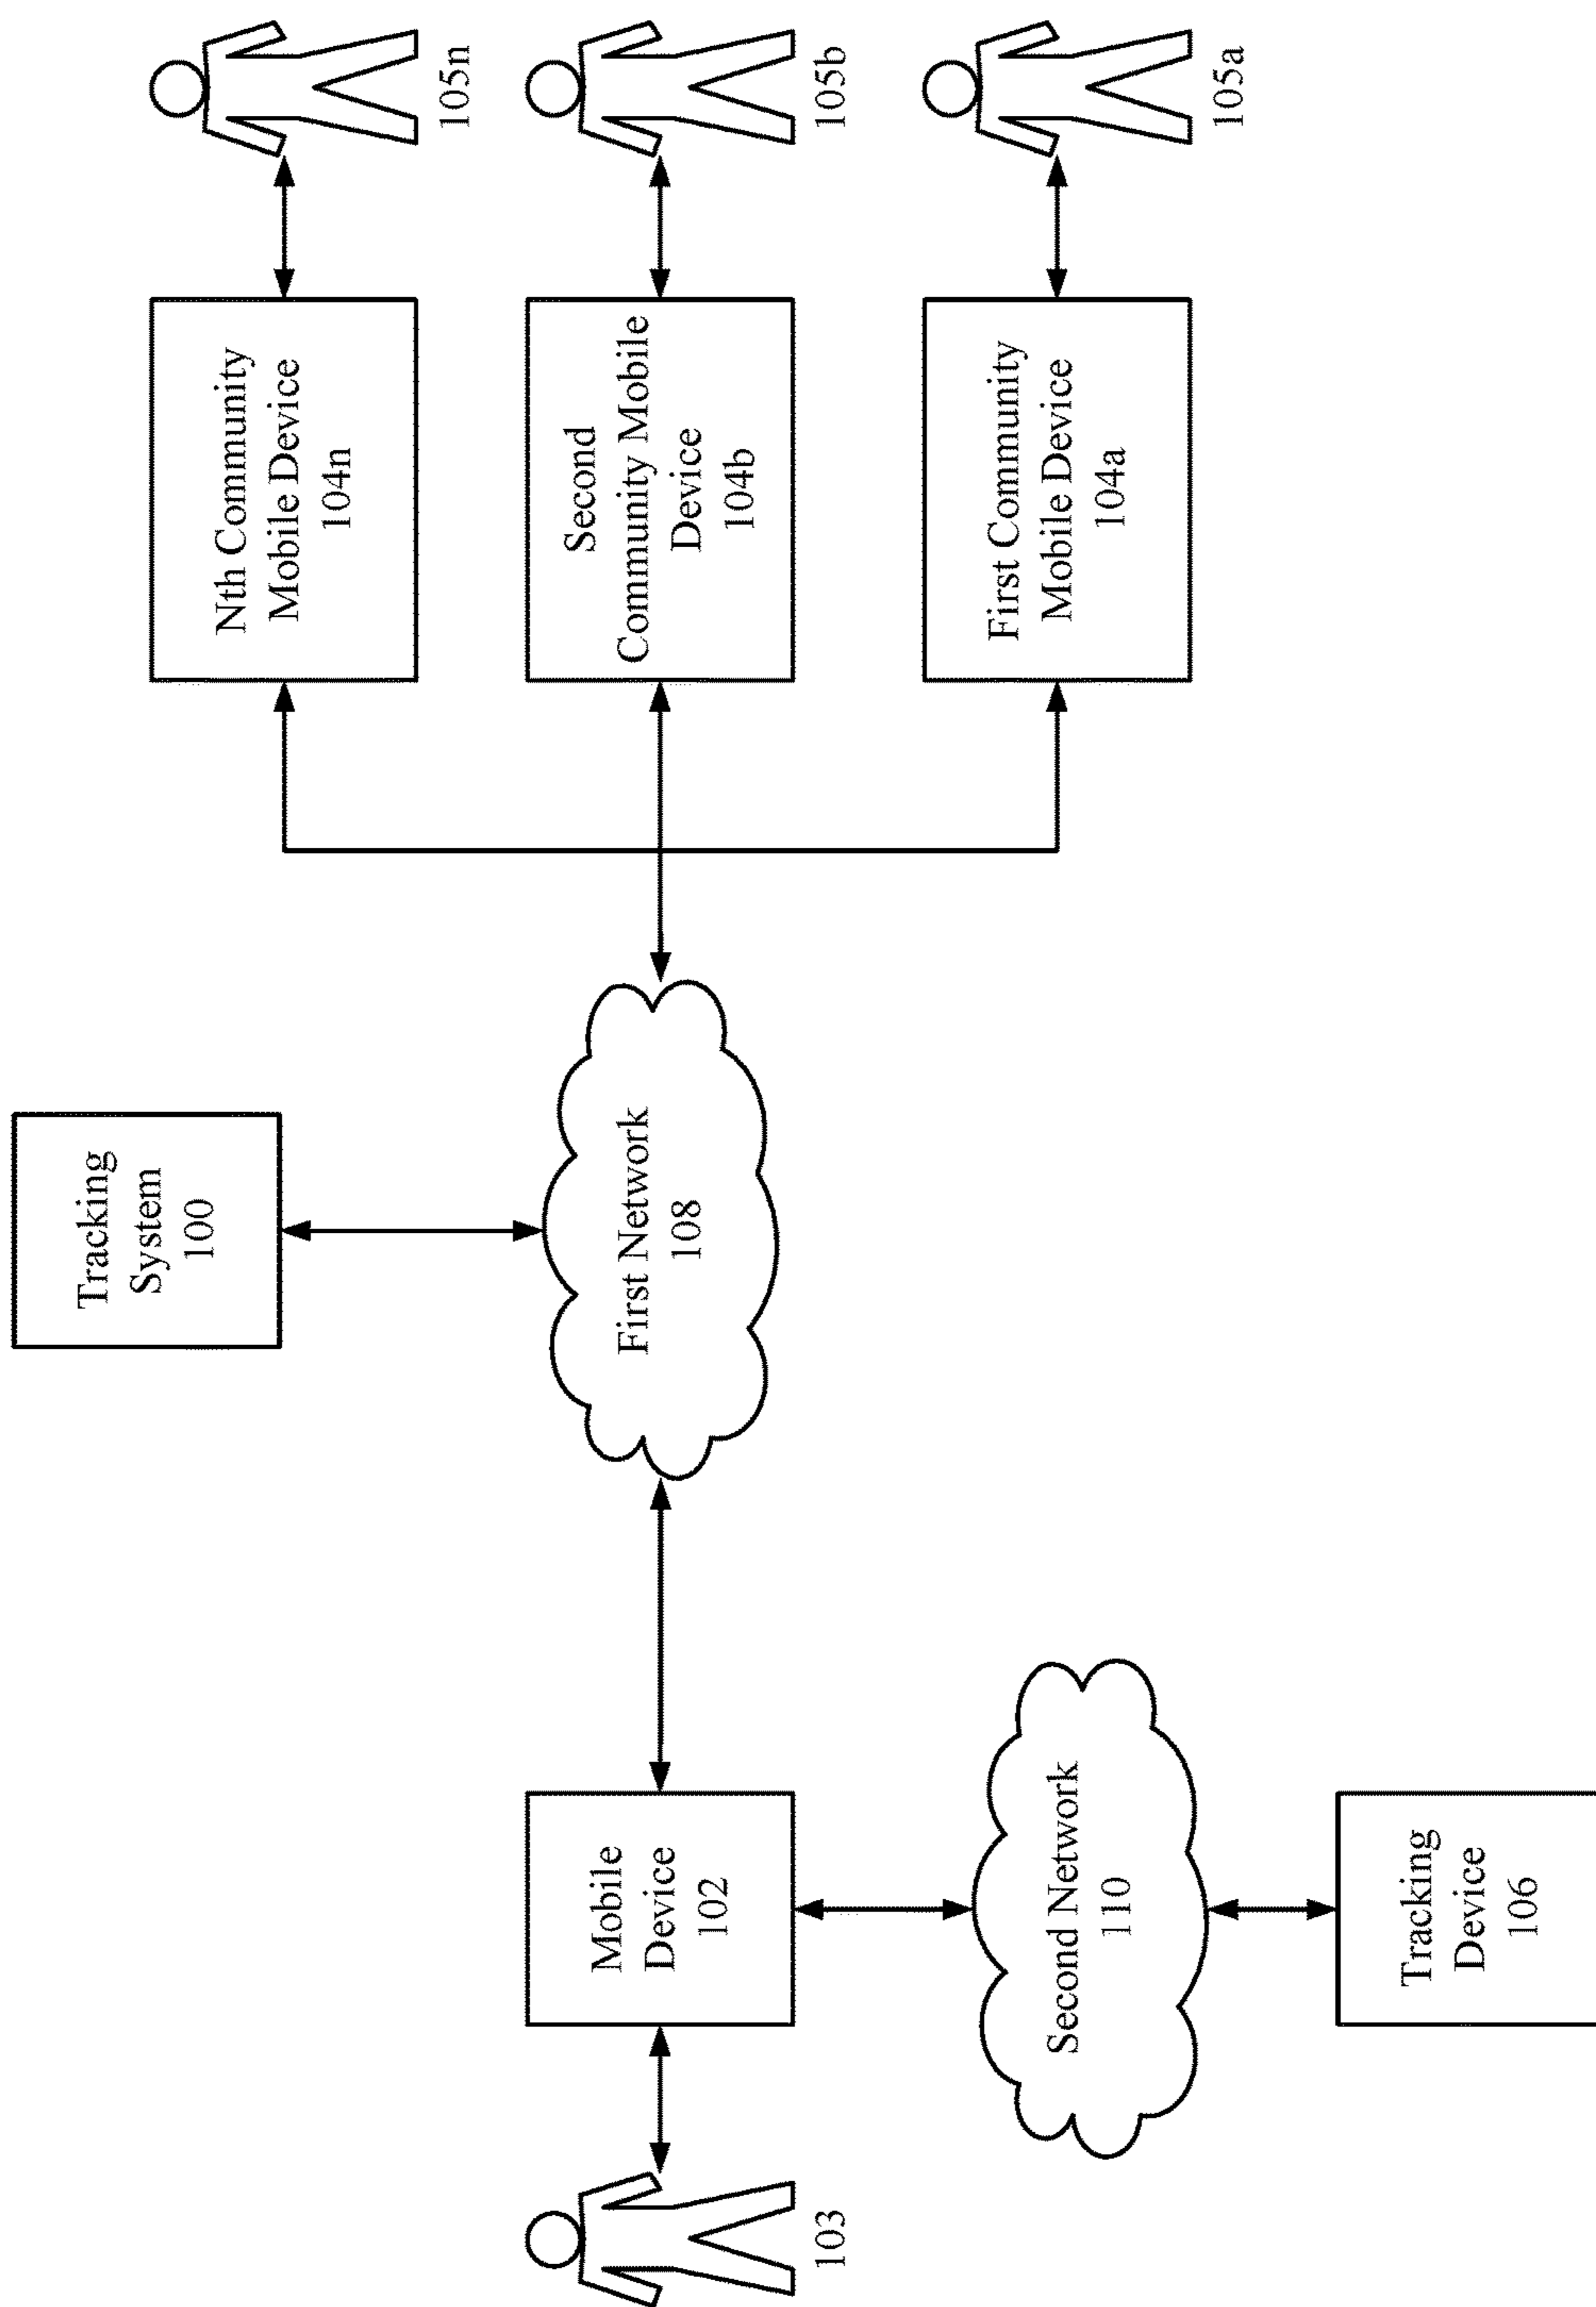 Tracking
System
100
Nth Community
Mobile Device
104n
105n
103
Mobile
Device
102
First Network
108
Second
Community Mobile
Device
104b
105b
Second Network
110
First Community
Mobile Device
104a
105a
Tracking
Device
106